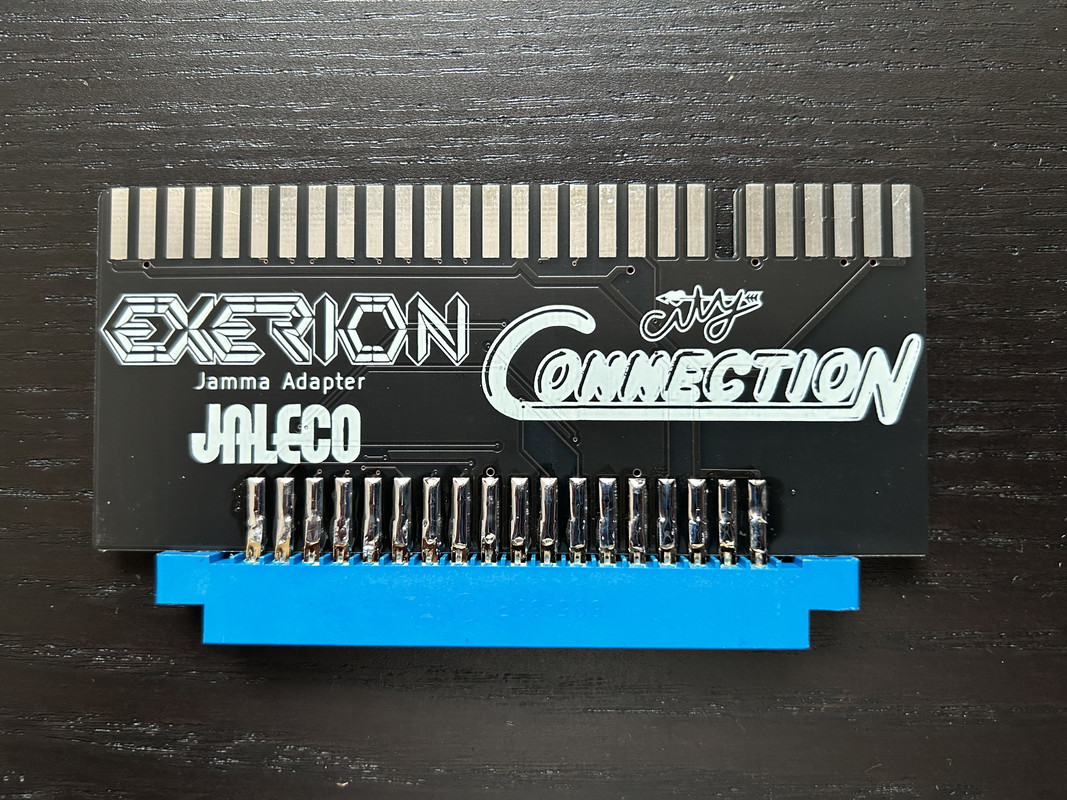 EXERION
Jamma Adapter
JALECO
City
CONNECTION